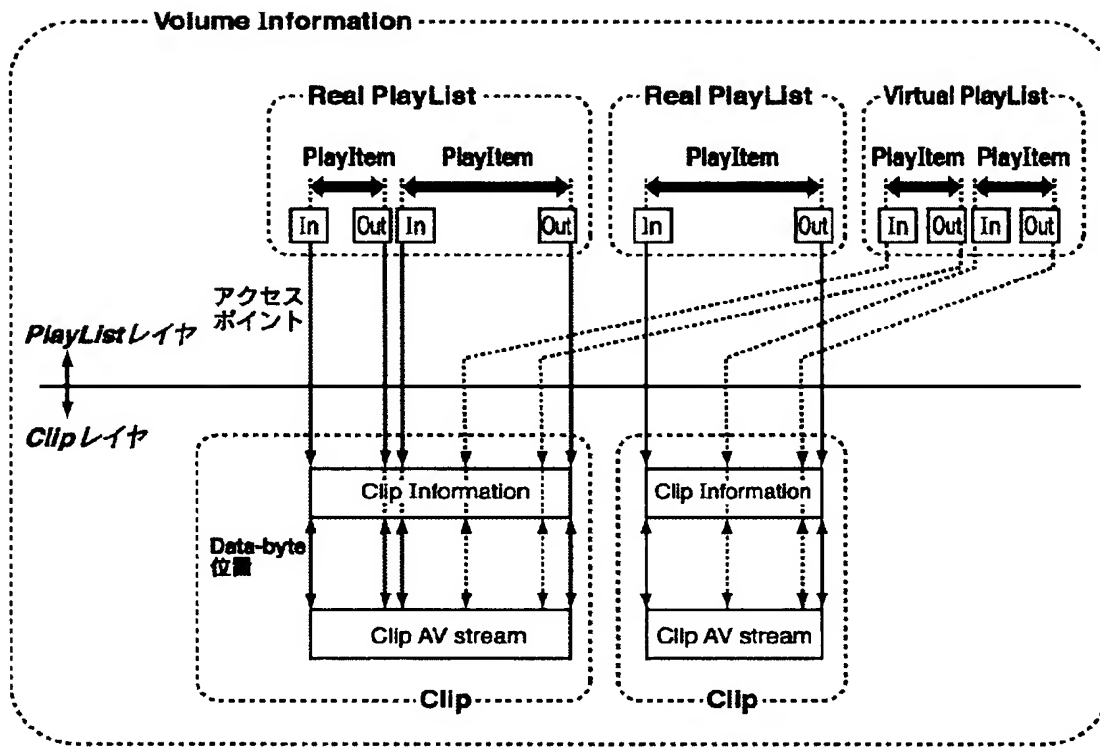 Volume Information
Real PlayList
Real PlayList
Virtual PlayList
PlayItem
PlayItem
PlayItem
PlayItem
PlayItem
In
Out
In
Out
In
Out
In
Out
In
Out
アクセス
ポイント
PlayListレイヤ
Clipレイヤ
Clip Information
Clip Information
Data-byte
位置
Clip AV stream
Clip AV stream
Clip
Clip